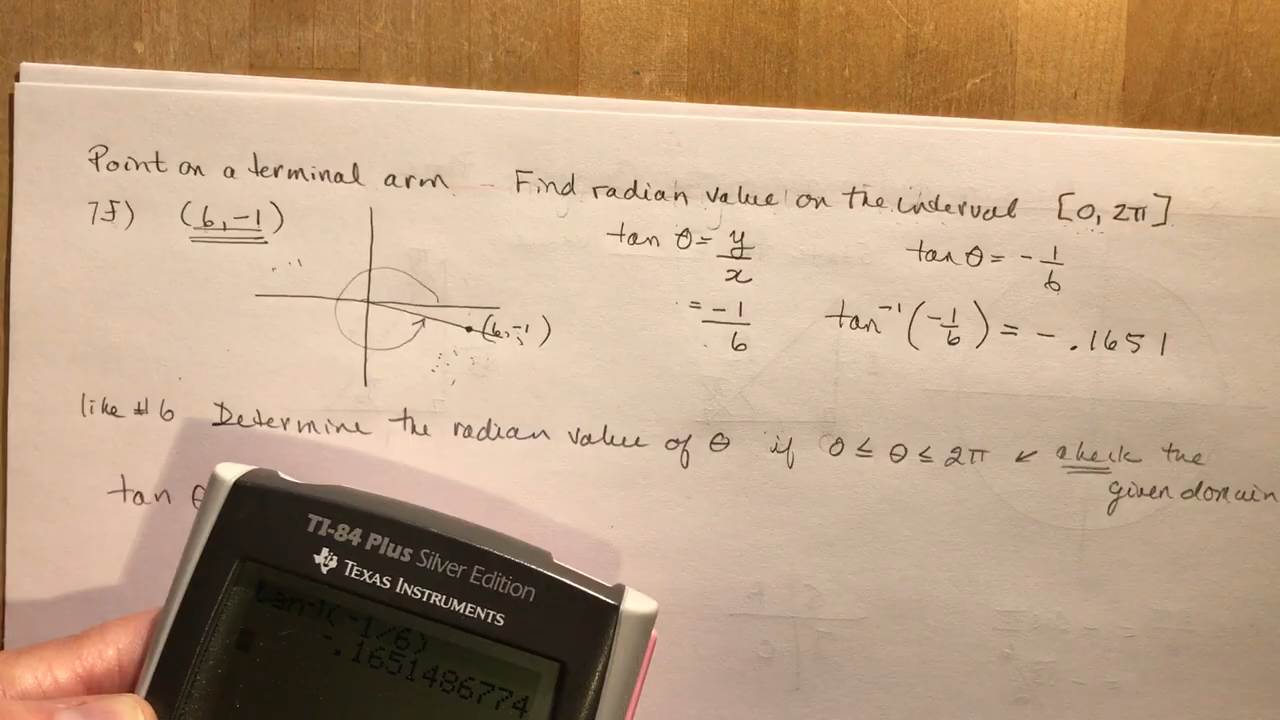 Point on a terminal arm - Find radian value on the interval [0, 2π]
7f) (6, -1)
tan θ = y/x
= -1/6
tan θ = -1/6
tan⁻¹(-1/6) = -.1651
(6, -1)
like #6 Determine the radian value of θ if 0 ≤ θ ≤ 2π ↙ check the
given domain
tan θ
TI-84 Plus Silver Edition
TEXAS INSTRUMENTS
tan⁻¹(-1/6)
-.1651486774